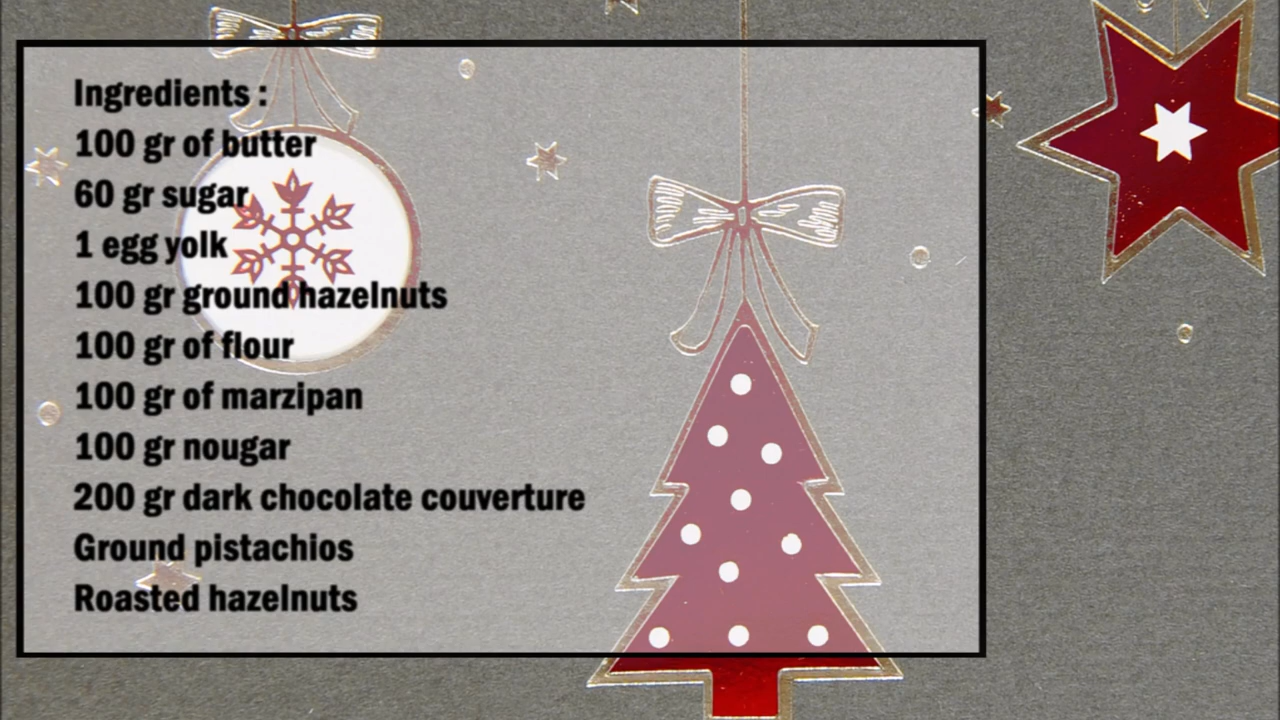 Ingredients :
100 gr of butter
60 gr sugar
1 egg yolk
100 gr ground hazelnuts
100 gr of flour
100 gr of marzipan
100 gr nougar
200 gr dark chocolate couverture
Ground pistachios
Roasted hazelnuts